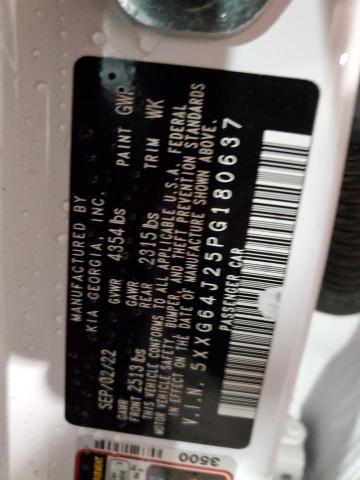 MANUFACTURED BY
KIA GEORGIA, INC.
SEP/02/22 GVWR 4354 lbs PAINT GWP
GAWR FRONT 2513 lbs GAWR REAR 2315 lbs TRIM WK
THIS VEHICLE CONFORMS TO ALL APPLICABLE U.S.A. FEDERAL
MOTOR VEHICLE SAFETY, BUMPER, AND THEFT PREVENTION STANDARDS
IN EFFECT ON THE DATE OF MANUFACTURE SHOWN ABOVE.
V.I.N. 5XXG64J25PG180637
PASSENGER CAR
3500